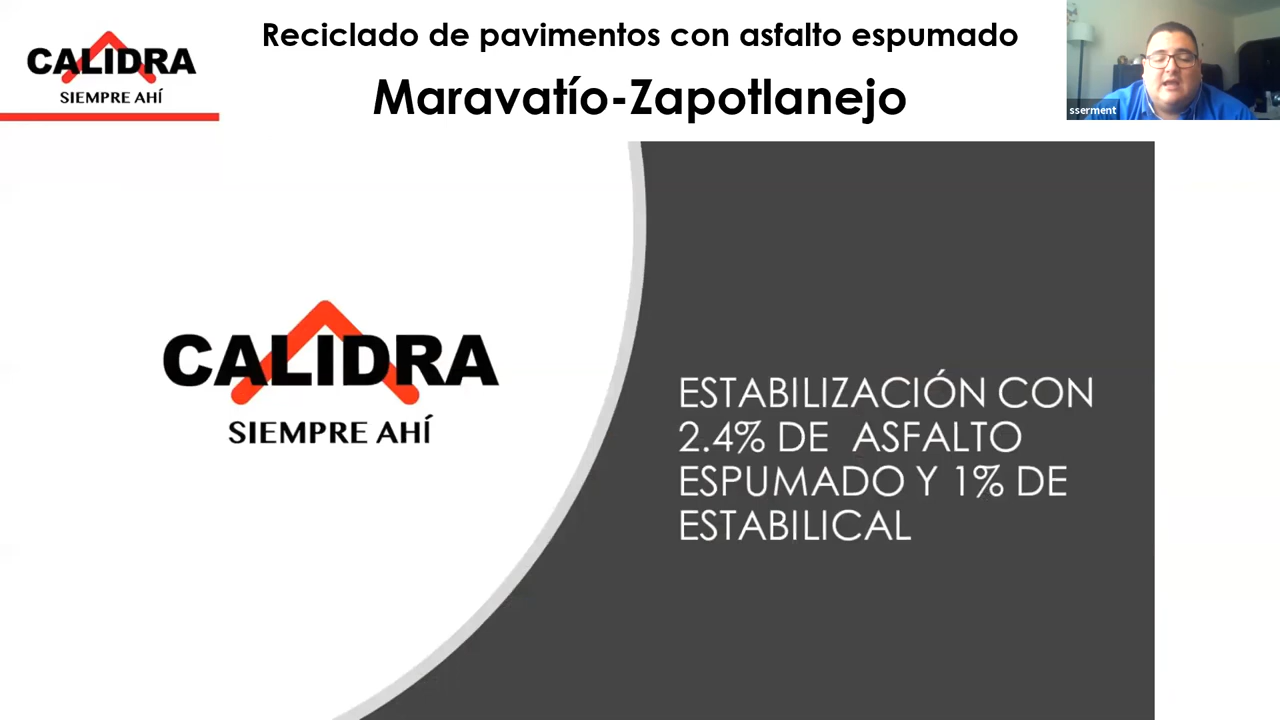 CALIDRA
SIEMPRE AHÍ
Reciclado de pavimentos con asfalto espumado
Maravatío-Zapotlanejo
sserment
CALIDRA
SIEMPRE AHÍ
ESTABILIZACIÓN CON
2.4% DE ASFALTO
ESPUMADO Y 1% DE
ESTABILICAL